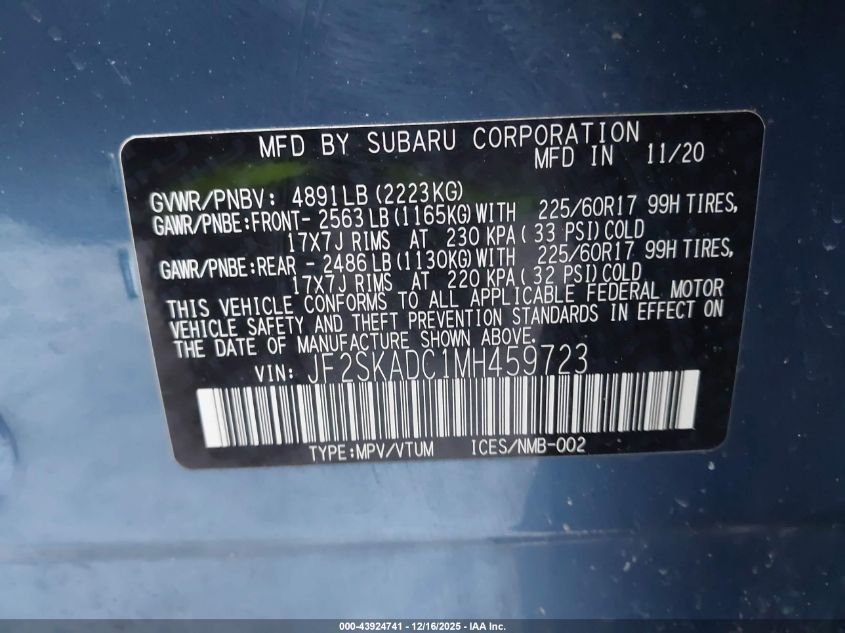 MFD BY SUBARU CORPORATION
MFD IN 11/20
GVWR/PNBV: 4891LB(2223KG)
GAWR/PNBE:FRONT-2563LB(1165KG)WITH 225/60R17 99H TIRES,
17X7J RIMS AT 230 KPA(33 PSI)COLD
GAWR/PNBE:REAR -2486LB(1130KG)WITH 225/60R17 99H TIRES,
17X7J RIMS AT 220 KPA(32 PSI)COLD
THIS VEHICLE CONFORMS TO ALL APPLICABLE FEDERAL MOTOR
VEHICLE SAFETY AND THEFT PREVENTION STANDARDS IN EFFECT ON
THE DATE OF MANUFACTURE SHOWN ABOVE.
VIN: JF2SKADC1MH459723
TYPE:MPV/VTUM ICES/NMB-002
000-43924741 - 12/16/2025 - IAA Inc.